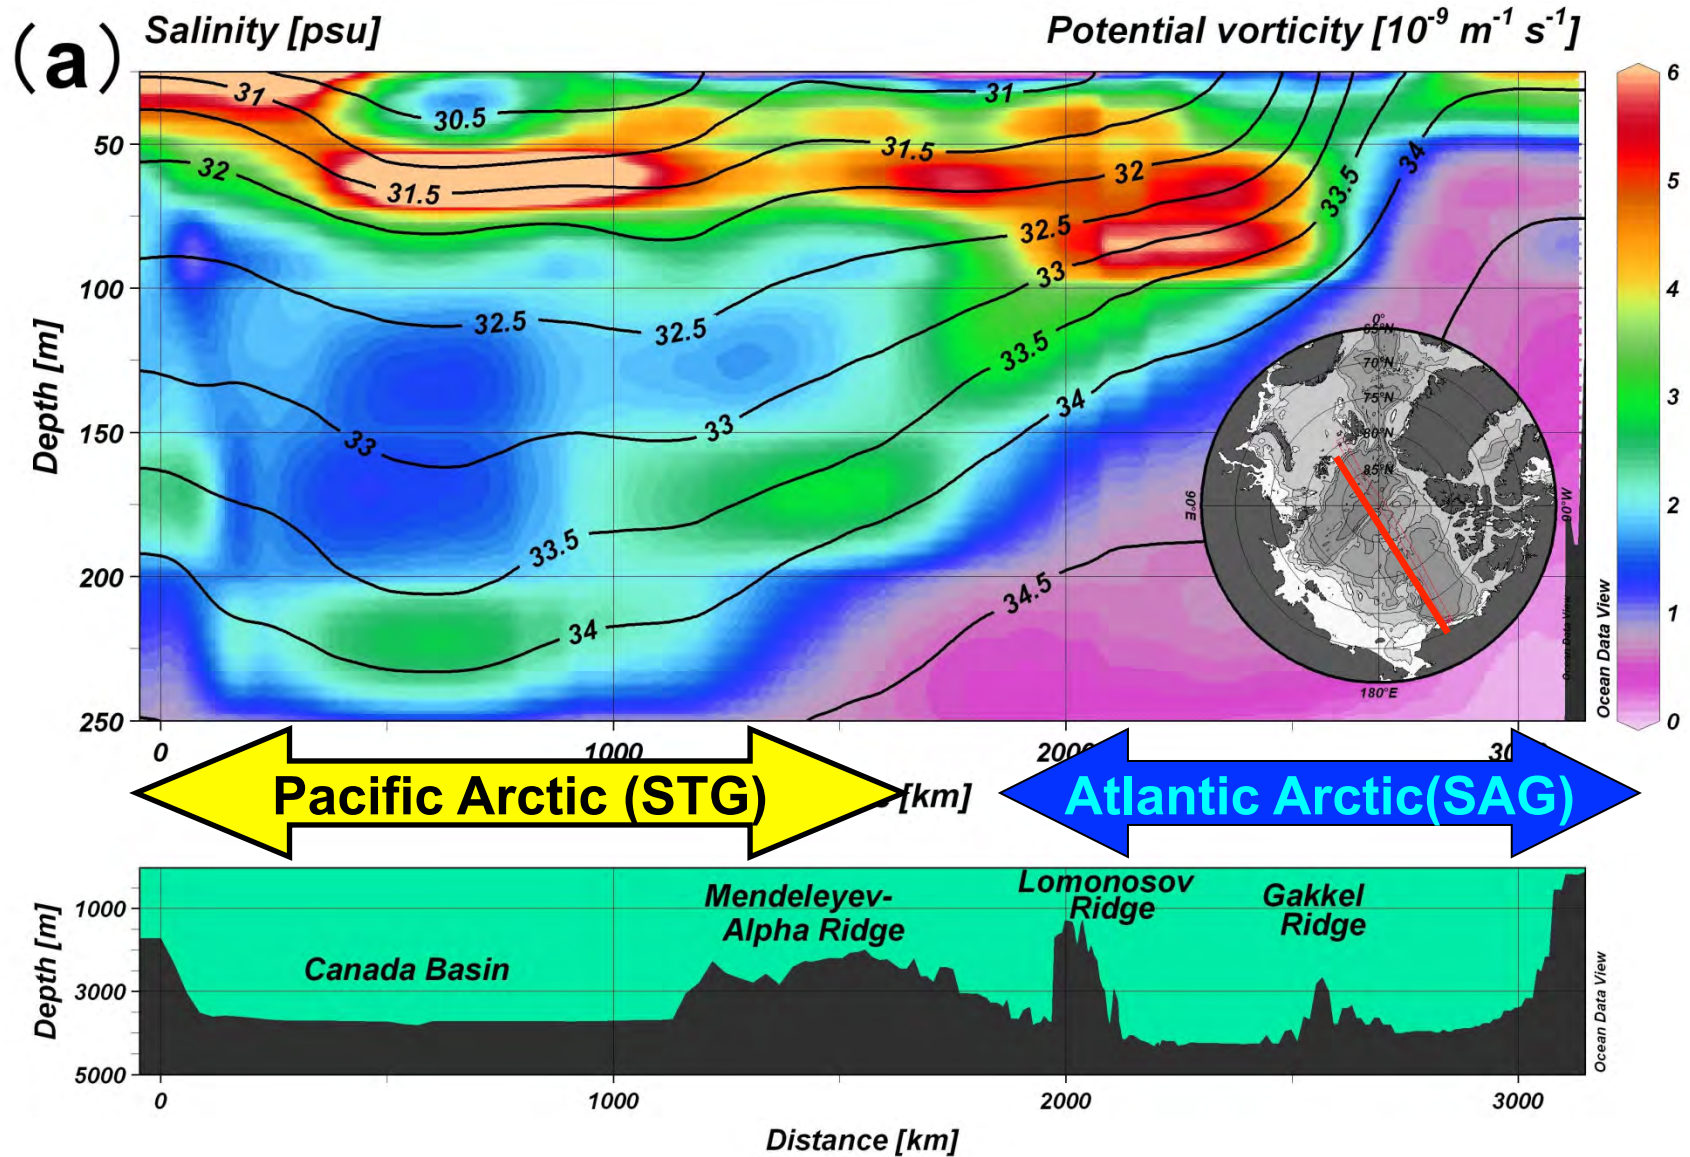 (a)
Salinity [psu]
Potential vorticity [10-9 m-1 s-1]
31
30.5
31
31.5
32
31.5
32
32.5
33
33.5
34
32.5
32.5
33
33
33.5
34
33.5
34
34.5
Depth [m]
50
100
150
200
250
6
5
4
3
2
1
0
0°
65°N
70°N
75°N
80°N
85°N
90°E
90°W
180°E
Ocean Data View
Ocean Data View
0
1000
[km]
Pacific Arctic (STG)
Atlantic Arctic(SAG)
Depth [m]
1000
3000
5000
Canada Basin
Mendeleyev-
Alpha Ridge
Lomonosov
Ridge
Gakkel
Ridge
Ocean Data View
0
1000
2000
3000
Distance [km]